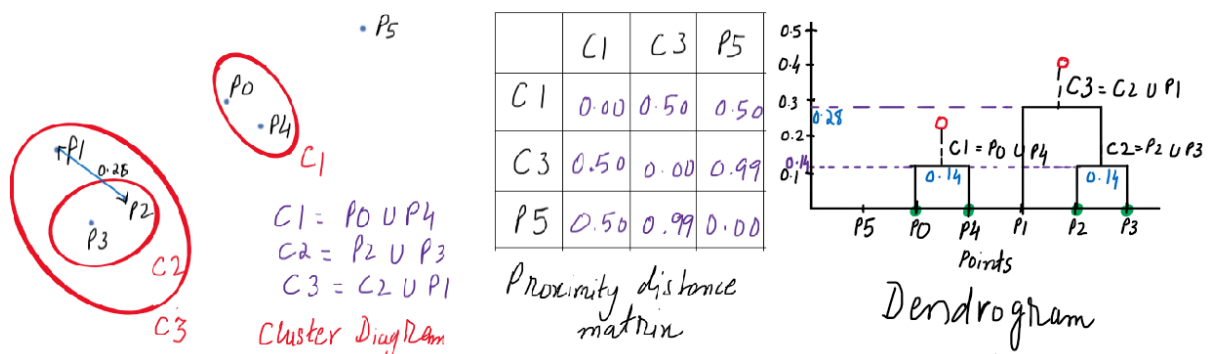 P5
P0
P4
C1
P1
0.28
P2
P3
C2
C3
C1 = P0 U P4
C2 = P2 U P3
C3 = C2 U P1
Cluster Diagram
C1 C3 P5
C1 0.00 0.50 0.50
C3 0.50 0.00 0.99
P5 0.50 0.99 0.00
Proximity distance
matrix
0.5
0.4
0.3
0.28
0.2
0.14
0.1
C3 = C2 U P1
C1 = P0 U P4
C2 = P2 U P3
0.14
0.14
P5 P0 P4 P1 P2 P3
Points
Dendrogram